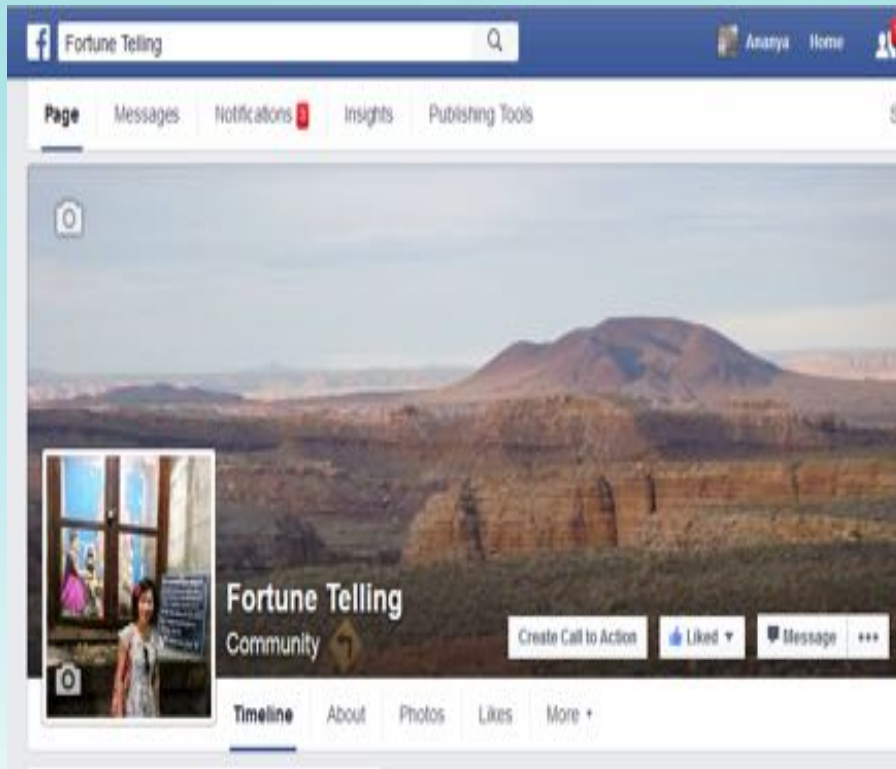 f Fortune Telling Ananya Home
Page Messages Notifications 3 Insights Publishing Tools S
Fortune Telling
Community
Create Call to Action Liked Message
Timeline About Photos Likes More